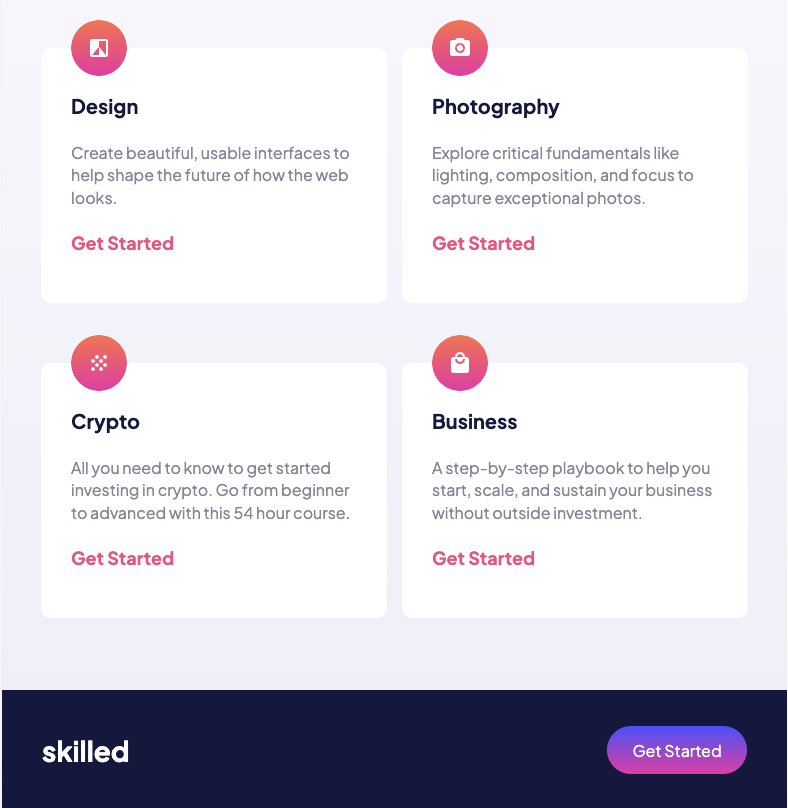 Design
Create beautiful, usable interfaces to
help shape the future of how the web
looks.
Get Started
Photography
Explore critical fundamentals like
lighting, composition, and focus to
capture exceptional photos.
Get Started
Crypto
All you need to know to get started
investing in crypto. Go from beginner
to advanced with this 54 hour course.
Get Started
Business
A step-by-step playbook to help you
start, scale, and sustain your business
without outside investment.
Get Started
skilled
Get Started